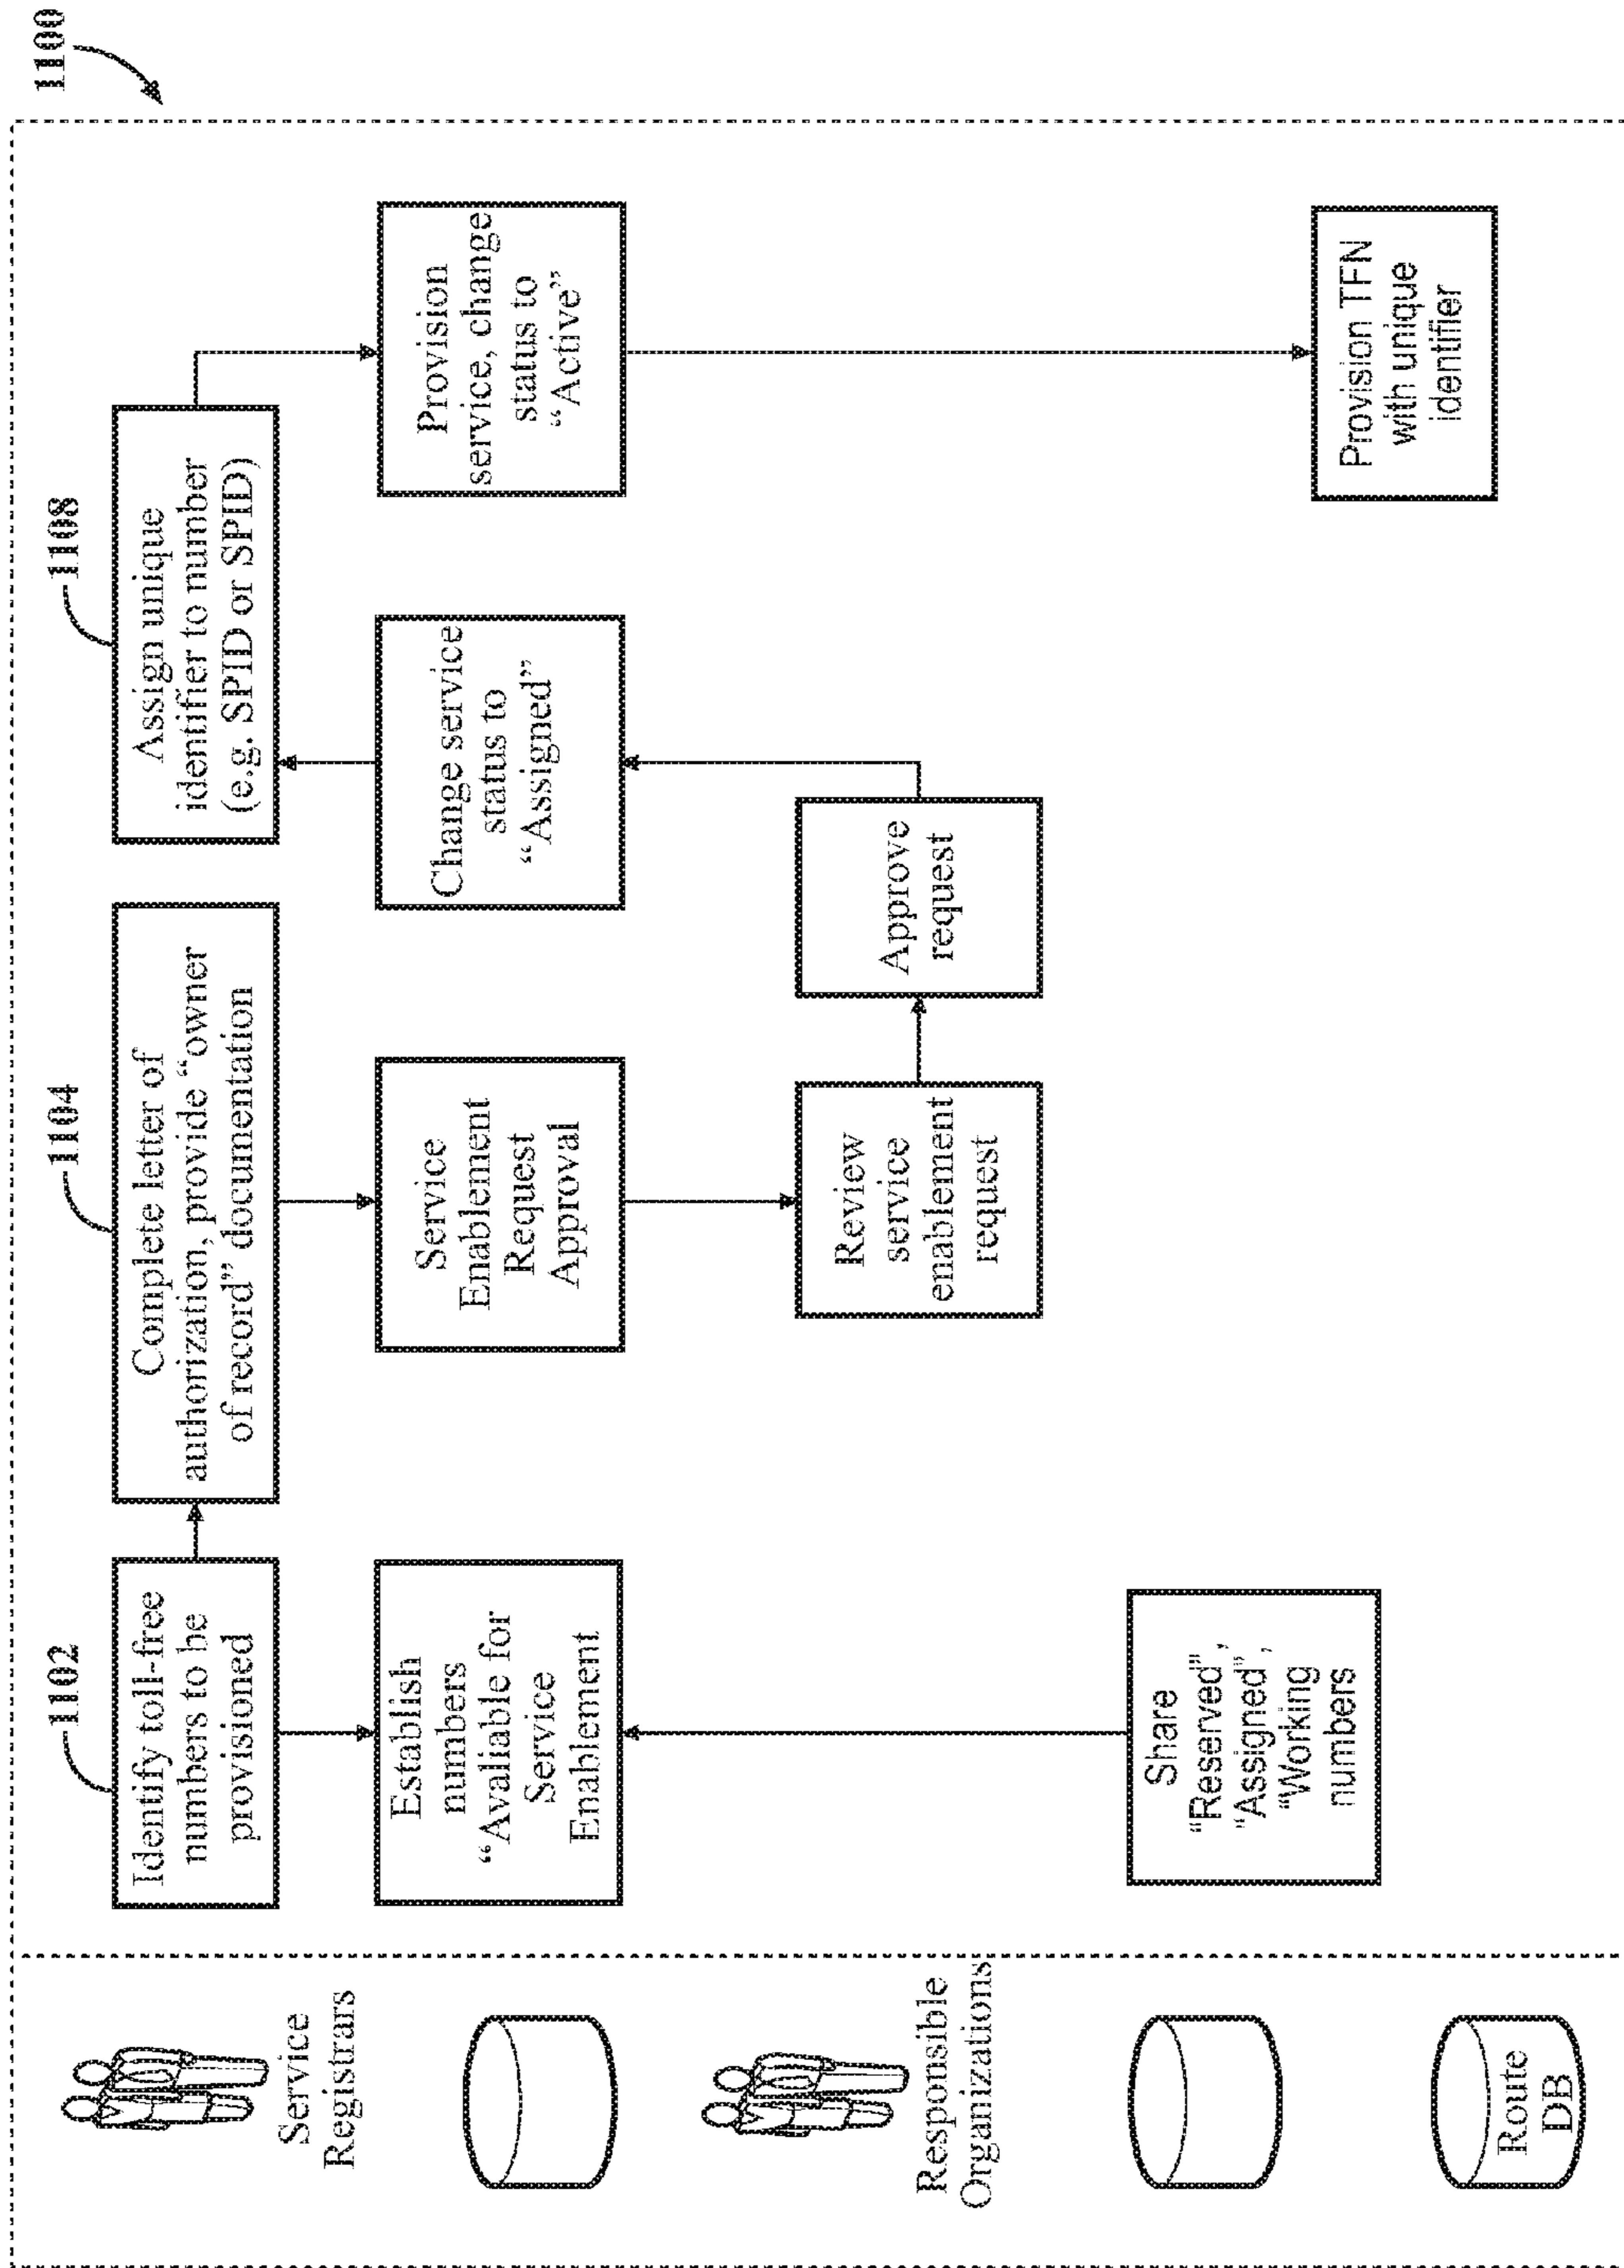 1100
Service
Registrars
1102
Identify toll-free
numbers to be
provisioned
1104
Complete letter of
authorization, provide “owner
of record” documentation
1108
Assign unique
identifier to number
(e.g. SPID or SPID)
Establish
numbers
“Avaliable for
Service
Enablement
Service
Enablement
Request
Approval
Change service
status to
“Assigned”
Provision
service, change
status to
“Active”
Responsible
Organizations
Review
service
enablement
request
Approve
request
Share
“Reserved”'
“Assigned”,
“Working
numbers
Route
DB
Provision TFN
with unique
identifier